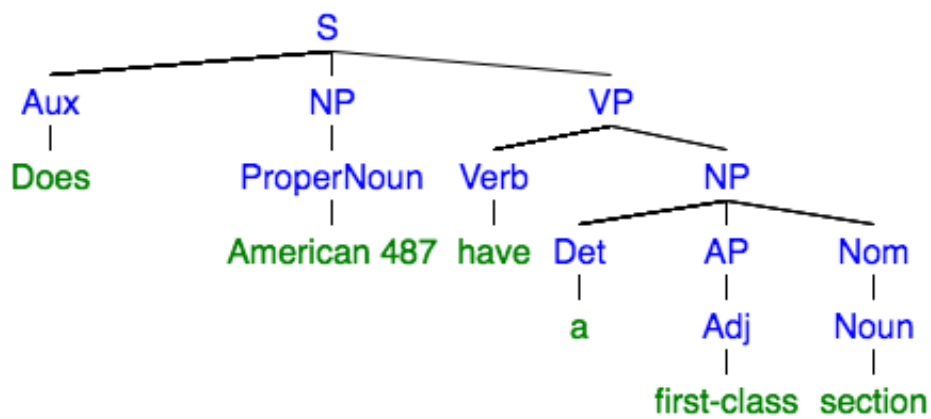 S
Aux NP VP
Does ProperNoun Verb NP
American 487 have Det AP Nom
a Adj Noun
first-class section